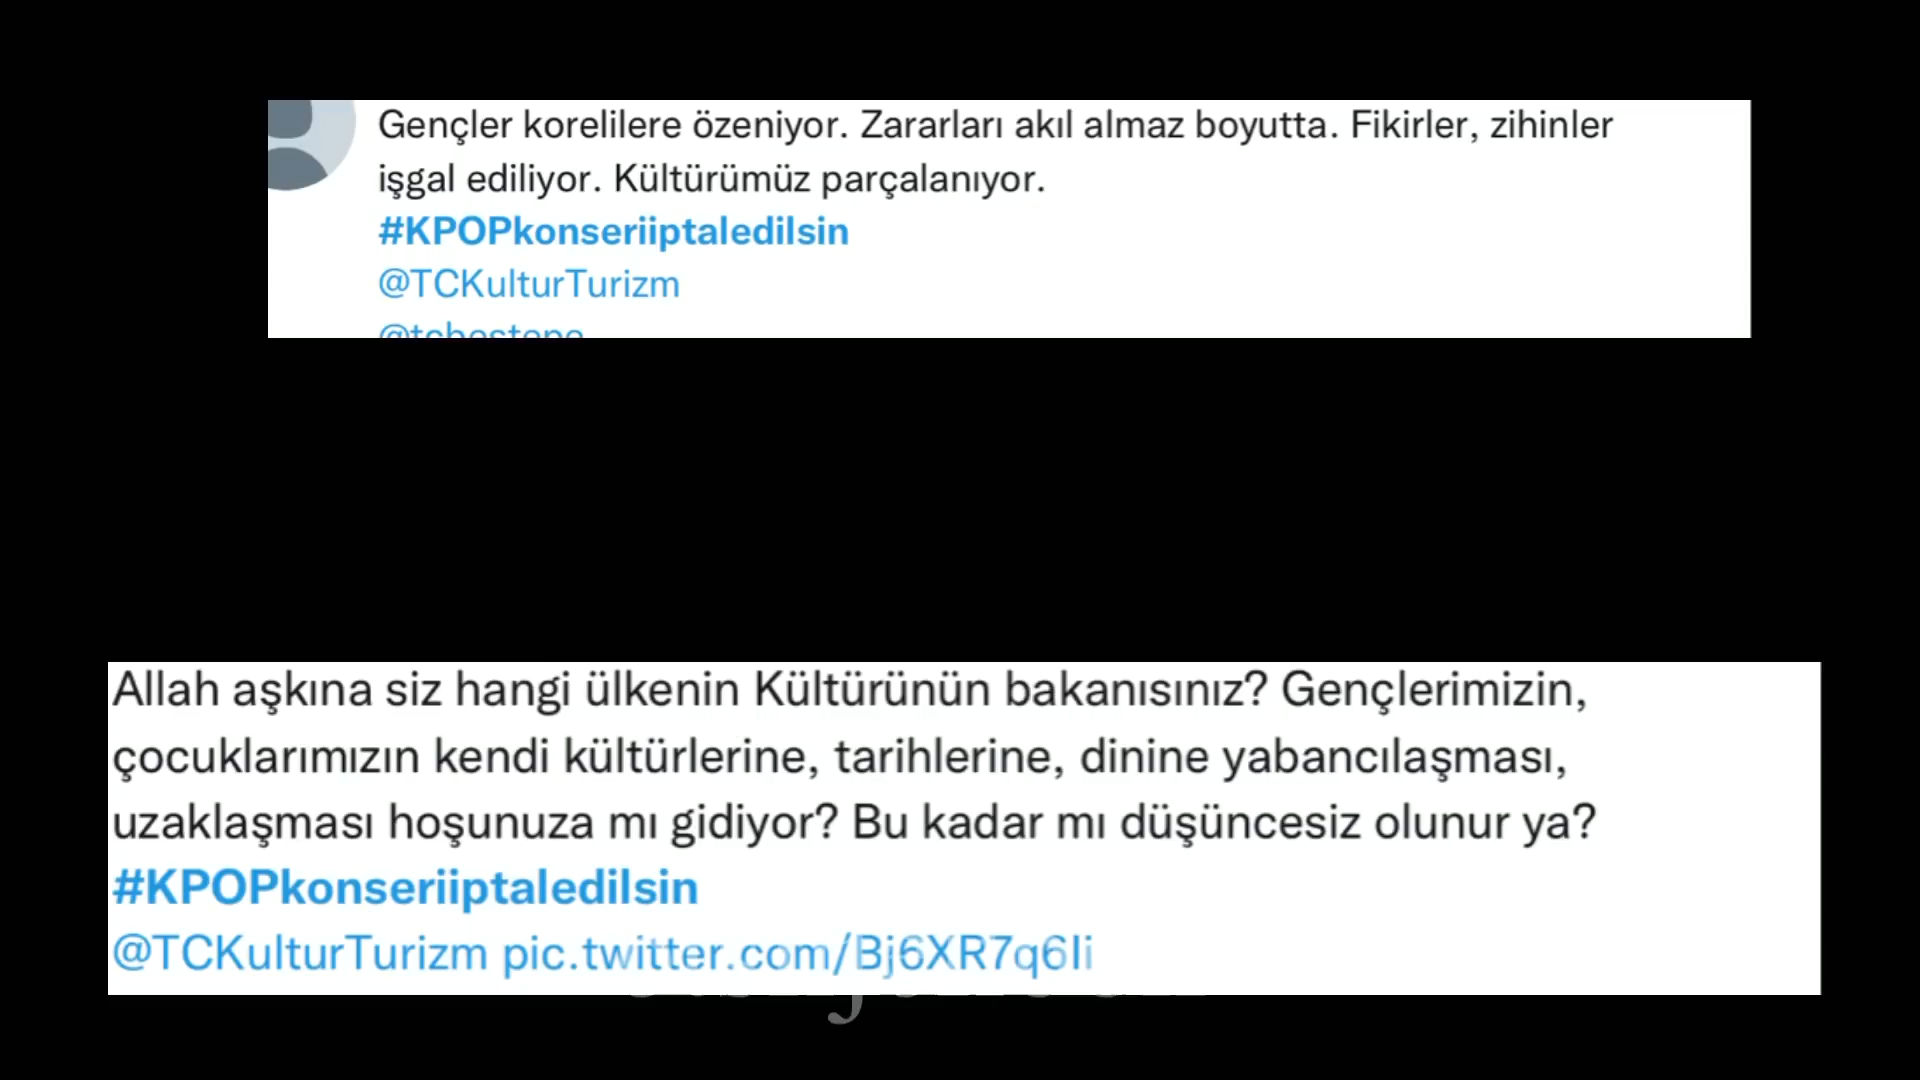 Gençler korelilere özeniyor. Zararları akıl almaz boyutta. Fikirler, zihinler
işgal ediliyor. Kültürümüz parçalanıyor.
#KPOPkonseriiptaledilsin
@TCKulturTurizm
Allah aşkına siz hangi ülkenin Kültürünün bakanısınız? Gençlerimizin,
çocuklarımızın kendi kültürlerine, tarihlerine, dinine yabancılaşması,
uzaklaşması hoşunuza mı gidiyor? Bu kadar mı düşüncesiz olunur ya?
#KPOPkonseriiptaledilsin
@TCKulturTurizm pic.twitter.com/Bj6XR7q6Ii